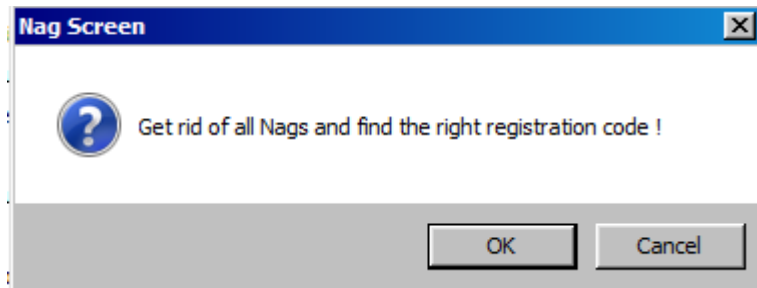 Nag Screen
Get rid of all Nags and find the right registration code !
OK Cancel